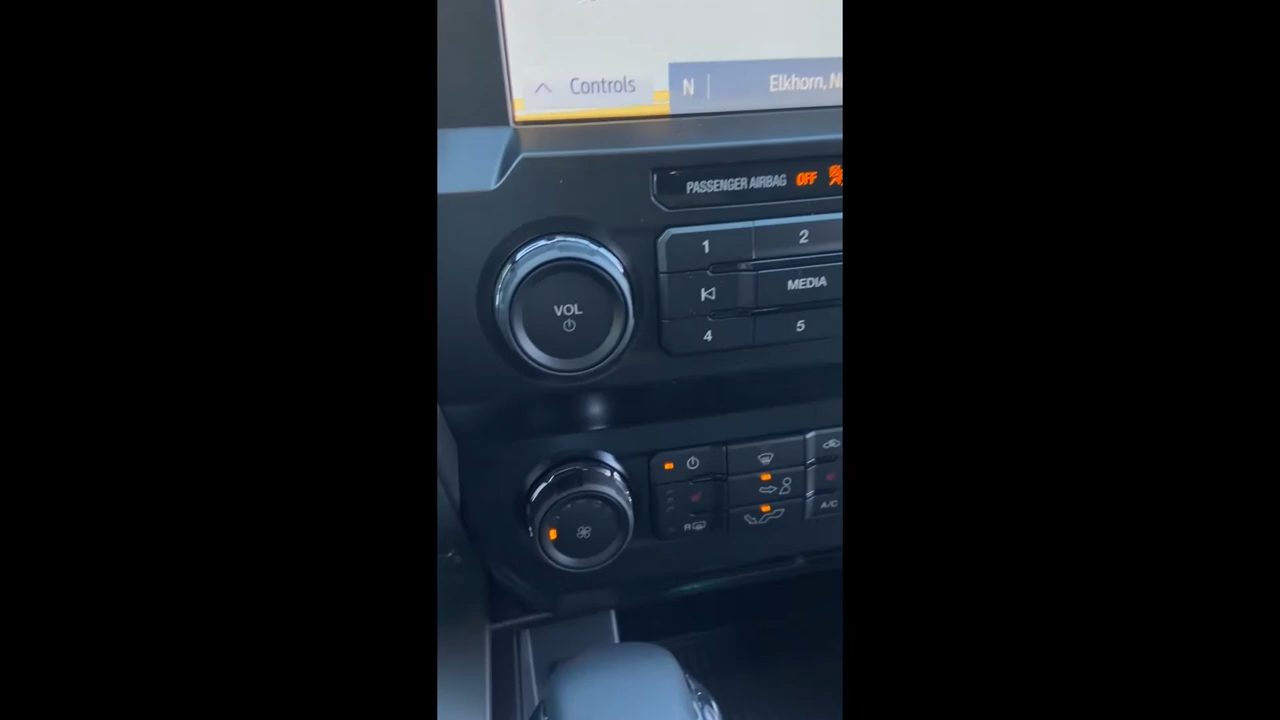 Controls
N
Elkhorn, N
PASSENGER AIRBAG OFF
1
2
VOL
MEDIA
4
5
R
A/C